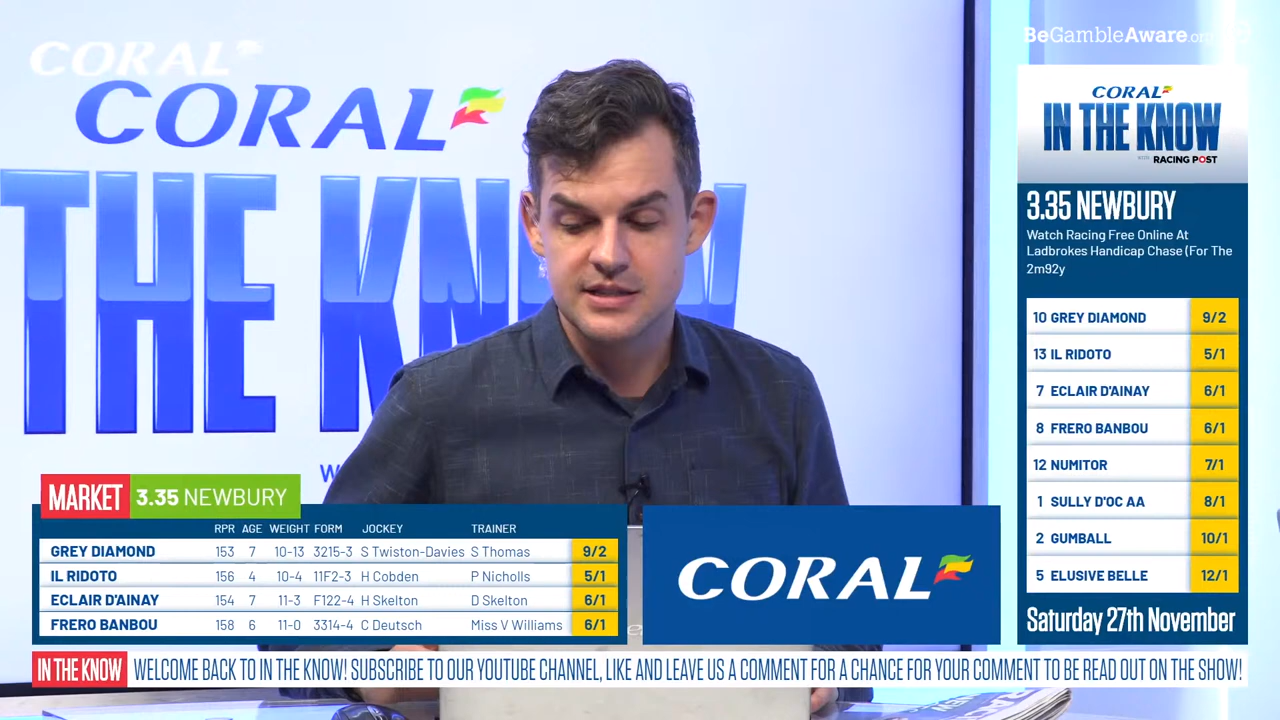 CORAL
CORAL
THE KNOW
W
BeGambleAware.org
CORAL
IN THE KNOW
WITH RACING POST
3.35 NEWBURY
Watch Racing Free Online At
Ladbrokes Handicap Chase (For The
2m92y
10 GREY DIAMOND 9/2
13 IL RIDOTO 5/1
7 ECLAIR D'AINAY 6/1
8 FRERO BANBOU 6/1
12 NUMITOR 7/1
1 SULLY D'OC AA 8/1
2 GUMBALL 10/1
5 ELUSIVE BELLE 12/1
Saturday 27th November
MARKET 3.35 NEWBURY
RPR AGE WEIGHT FORM JOCKEY TRAINER
GREY DIAMOND 153 7 10-13 3215-3 S Twiston-Davies S Thomas 9/2
IL RIDOTO 156 4 10-4 11F2-3 H Cobden P Nicholls 5/1
ECLAIR D'AINAY 154 7 11-3 F122-4 H Skelton D Skelton 6/1
FRERO BANBOU 158 6 11-0 3314-4 C Deutsch Miss V Williams 6/1
CORAL
IN THE KNOW WELCOME BACK TO IN THE KNOW! SUBSCRIBE TO OUR YOUTUBE CHANNEL, LIKE AND LEAVE US A COMMENT FOR A CHANCE FOR YOUR COMMENT TO BE READ OUT ON THE SHOW!